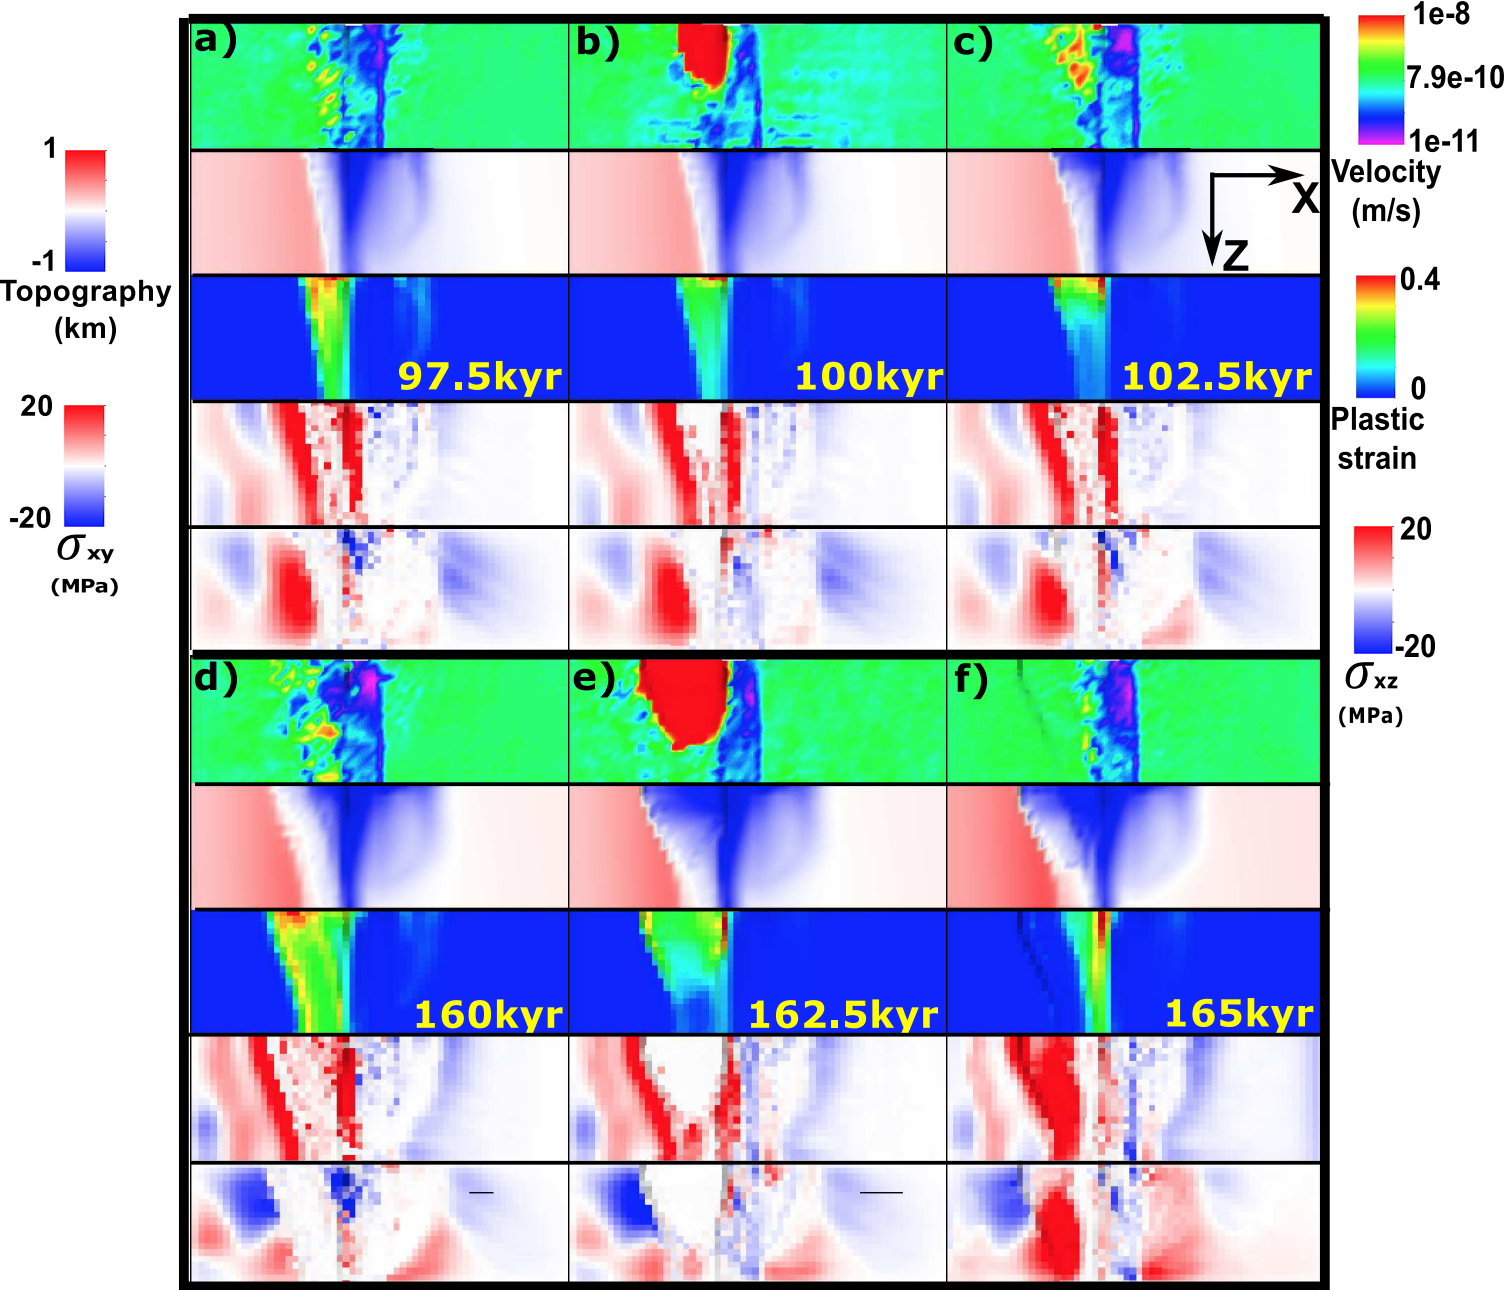 a)
b)
c)
1e-8
7.9e-10
1e-11
Velocity
(m/s)
X
Z
1
-1
Topography
(km)
97.5kyr
100kyr
102.5kyr
0.4
0
Plastic
strain
20
-20
σxy
(MPa)
20
-20
σxz
(MPa)
d)
e)
f)
160kyr
162.5kyr
165kyr